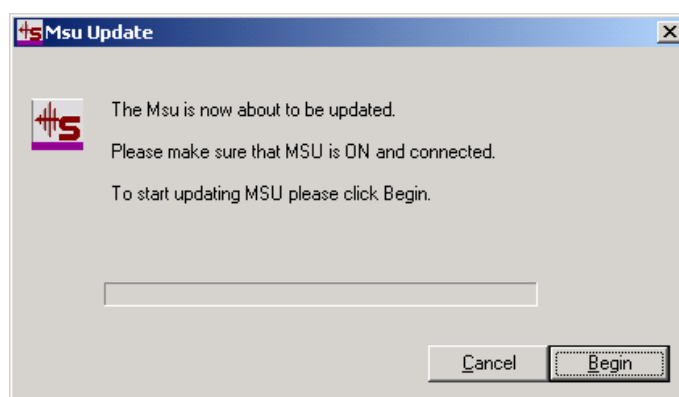 Msu Update
The Msu is now about to be updated.
Please make sure that MSU is ON and connected.
To start updating MSU please click Begin.
Cancel
Begin